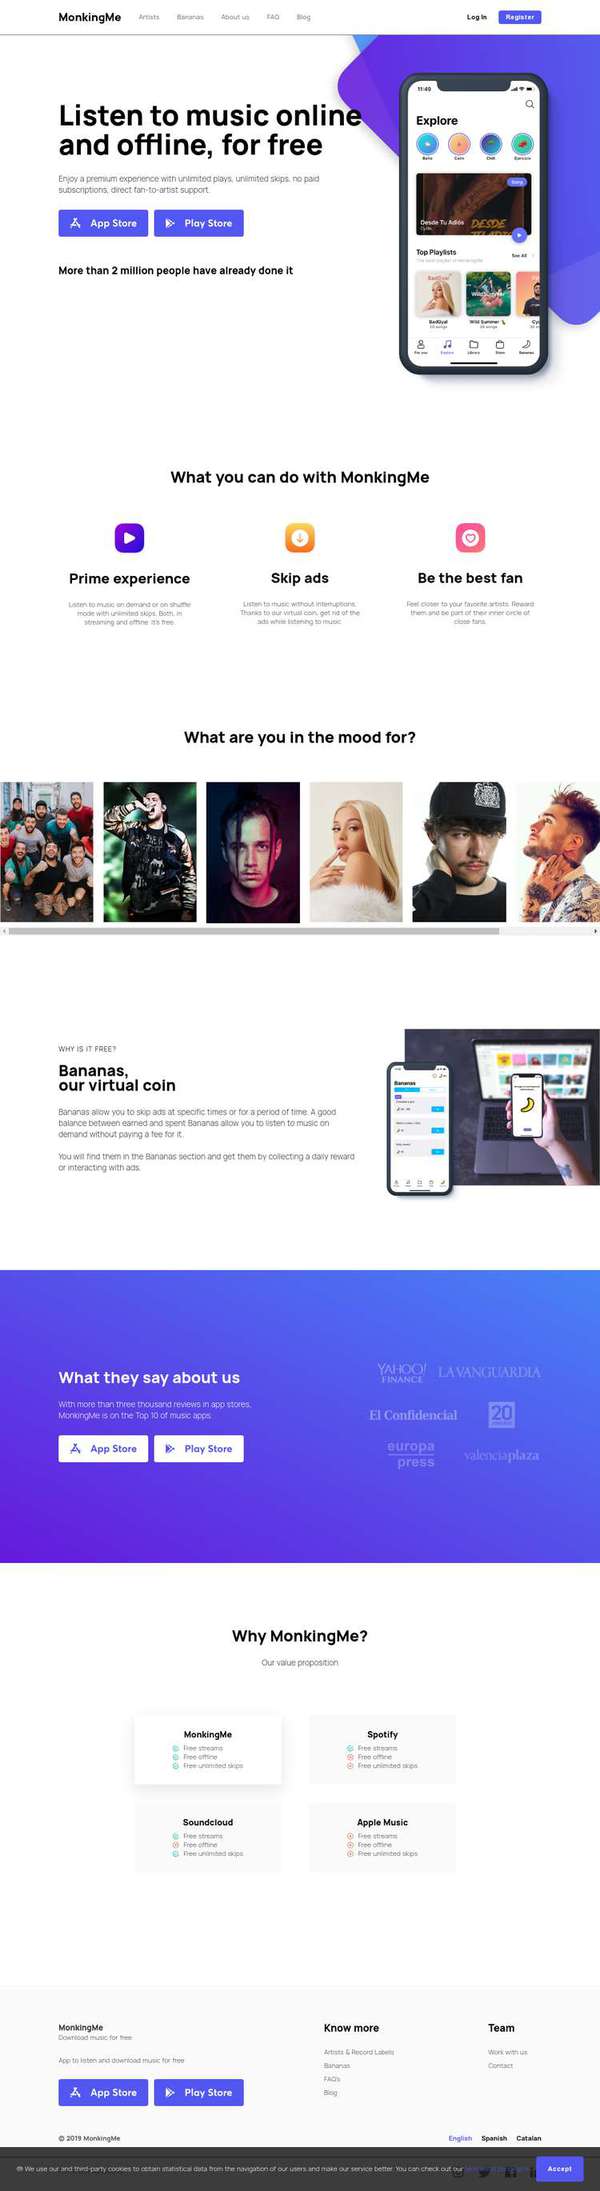 MonkingMe
Artists
Bananas
About us
FAQ
Blog
Log In
Register
Listen to music online
and offline, for free
Enjoy a premium experience with unlimited plays, unlimited skips, no paid
subscriptions, direct fan-to-artist support.
App Store
Play Store
More than 2 million people have already done it
11:49
Explore
Desde Tu Adiós
Top Playlists
See All
BadGyal
Wild Summer
For you
Explore
Library
Store
Bananas
What you can do with MonkingMe
Prime experience
Listen to music on demand or on shuffle
mode with unlimited skips. Both, in
streaming and offline. It's free.
Skip ads
Listen to music without interruptions.
Thanks to our virtual coin, get rid of the
ads while listening to music.
Be the best fan
Feel closer to your favorite artists. Reward
them and be part of their inner circle of
close fans.
What are you in the mood for?
WHY IS IT FREE?
Bananas,
our virtual coin
Bananas allow you to skip ads at specific times or for a period of time. A good
balance between earned and spent Bananas allow you to listen to music on
demand without paying a fee for it.
You will find them in the Bananas section and get them by collecting a daily reward
or interacting with ads.
Bananas
What they say about us
With more than three thousand reviews in app stores,
MonkingMe is on the Top 10 of music apps.
App Store
Play Store
YAHOO!
FINANCE
LA VANGUARDIA
El Confidencial
20
europa
press
valenciaplaza
Why MonkingMe?
Our value proposition
MonkingMe
Free streams
Free offline
Free unlimited skips
Spotify
Free streams
Free offline
Free unlimited skips
Soundcloud
Free streams
Free offline
Free unlimited skips
Apple Music
Free streams
Free offline
Free unlimited skips
MonkingMe
Download music for free
App to listen and download music for free
App Store
Play Store
Know more
Artists & Record Labels
Bananas
FAQ's
Blog
Team
Work with us
Contact
© 2019 MonkingMe
English
Spanish
Catalan
We use our and third-party cookies to obtain statistical data from the navigation of our users and make our service better. You can check out our
Accept